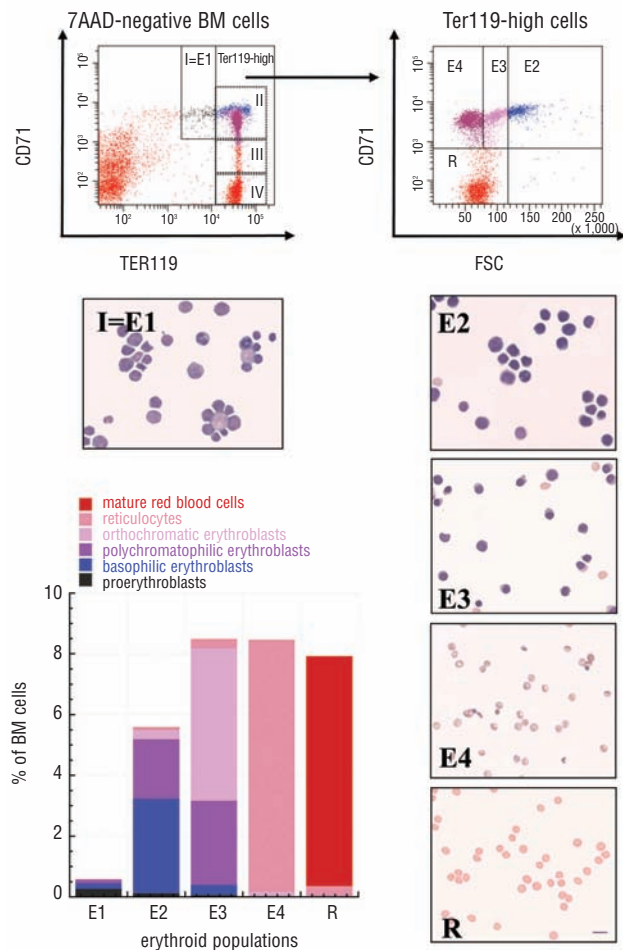 7AAD-negative BM cells
Ter119-high cells
I=E1
Ter119-high
II
III
IV
CD71
10⁵
10⁴
10³
10²
10² 10³ 10⁴ 10⁵
TER119
E4 E3 E2
R
CD71
10⁵
10⁴
10³
10²
50 100 150 200 250
(x 1,000)
FSC
I=E1
E2
E3
E4
R
mature red blood cells
reticulocytes
orthochromatic erythroblasts
polychromatophilic erythroblasts
basophilic erythroblasts
proerythroblasts
% of BM cells
10
8
6
4
2
0
E1 E2 E3 E4 R
erythroid populations